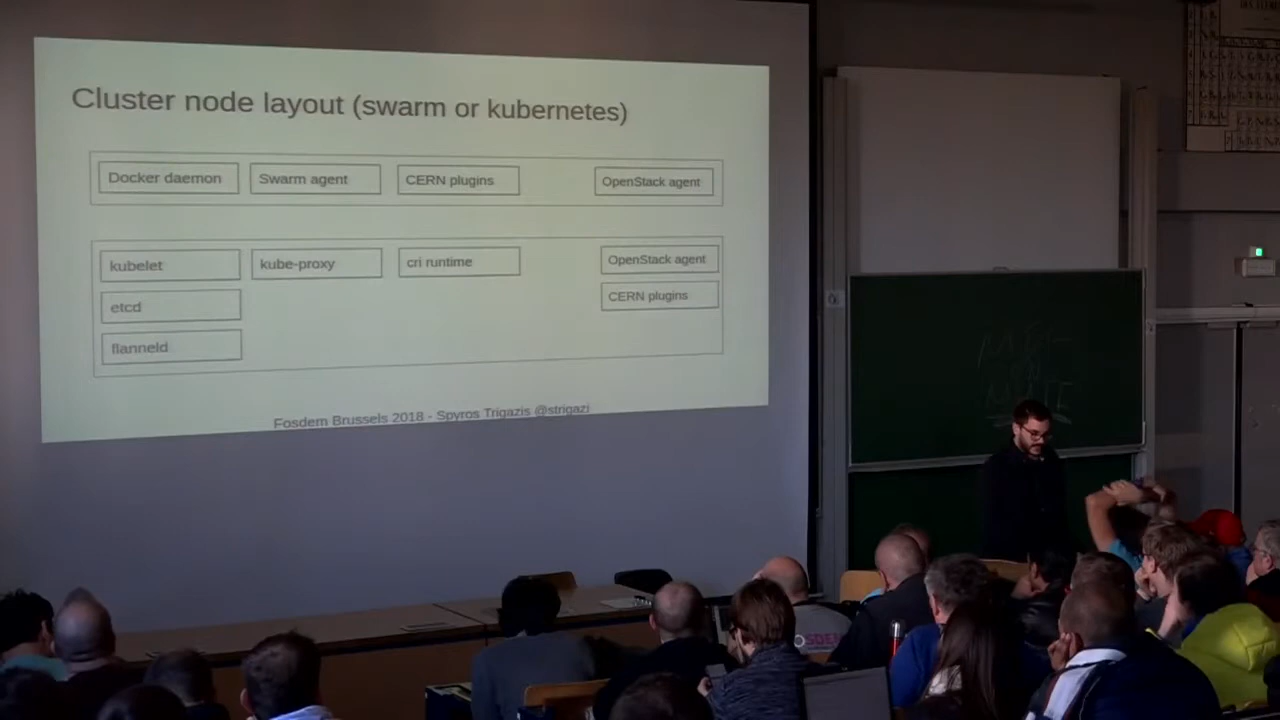 Cluster node layout (swarm or kubernetes)
Docker daemon
Swarm agent
CERN plugins
OpenStack agent
kubelet
kube-proxy
cri runtime
OpenStack agent
etcd
CERN plugins
flanneld
Fosdem Brussels 2018 - Spyros Trigazis @strigazi